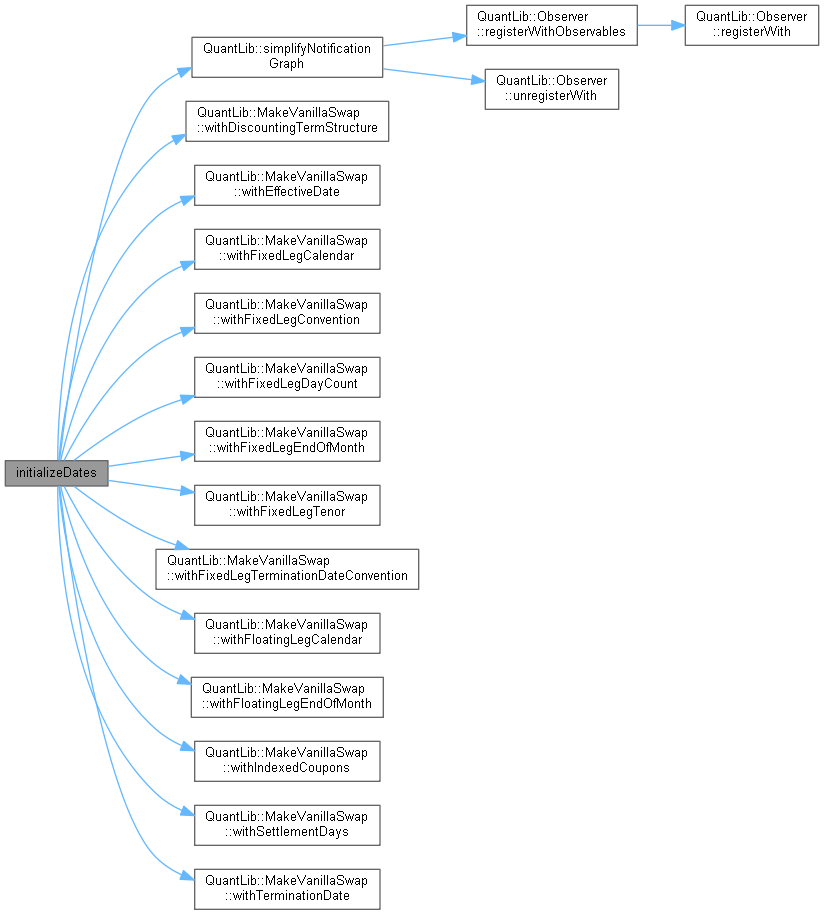 initializeDates
QuantLib::simplifyNotification
Graph
QuantLib::Observer
::registerWithObservables
QuantLib::Observer
::registerWith
QuantLib::Observer
::unregisterWith
QuantLib::MakeVanillaSwap
::withDiscountingTermStructure
QuantLib::MakeVanillaSwap
::withEffectiveDate
QuantLib::MakeVanillaSwap
::withFixedLegCalendar
QuantLib::MakeVanillaSwap
::withFixedLegConvention
QuantLib::MakeVanillaSwap
::withFixedLegDayCount
QuantLib::MakeVanillaSwap
::withFixedLegEndOfMonth
QuantLib::MakeVanillaSwap
::withFixedLegTenor
QuantLib::MakeVanillaSwap
::withFixedLegTerminationDateConvention
QuantLib::MakeVanillaSwap
::withFloatingLegCalendar
QuantLib::MakeVanillaSwap
::withFloatingLegEndOfMonth
QuantLib::MakeVanillaSwap
::withIndexedCoupons
QuantLib::MakeVanillaSwap
::withSettlementDays
QuantLib::MakeVanillaSwap
::withTerminationDate